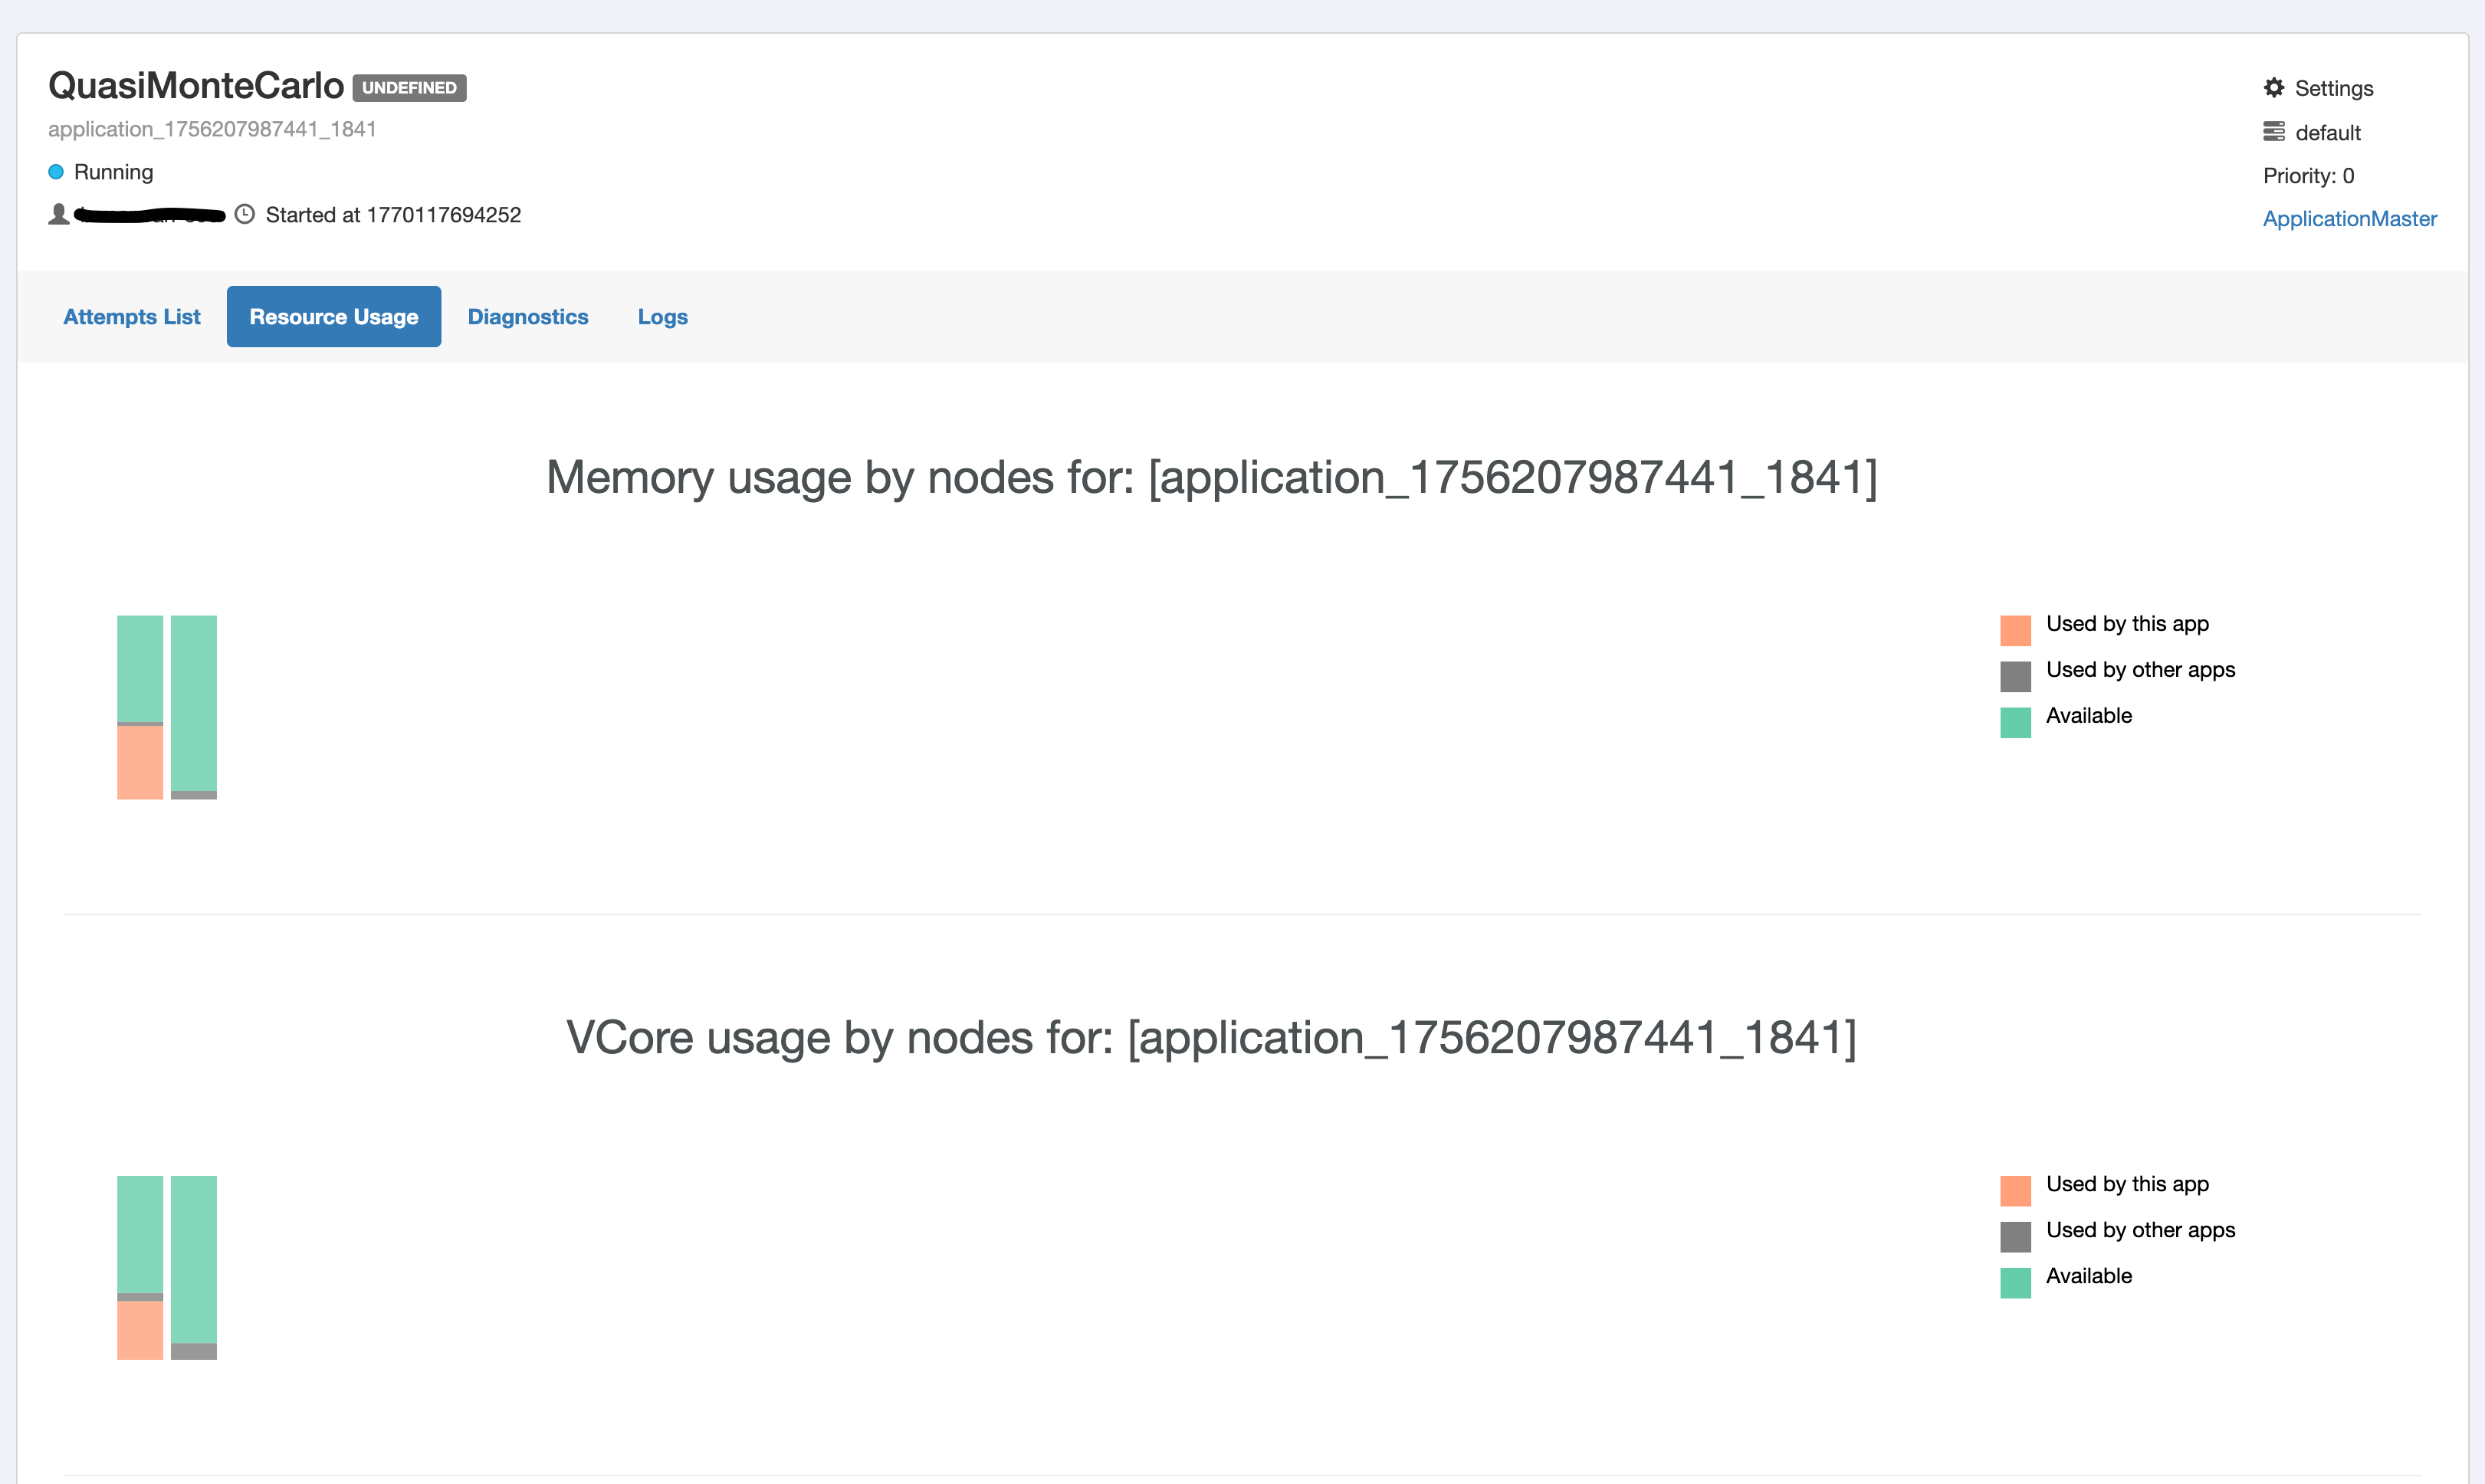 QuasiMonteCarlo UNDEFINED
application_1756207987441_1841
Running
Started at 1770117694252
Settings
default
Priority: 0
ApplicationMaster
Attempts List Resource Usage Diagnostics Logs
Memory usage by nodes for: [application_1756207987441_1841]
Used by this app
Used by other apps
Available
VCore usage by nodes for: [application_1756207987441_1841]
Used by this app
Used by other apps
Available